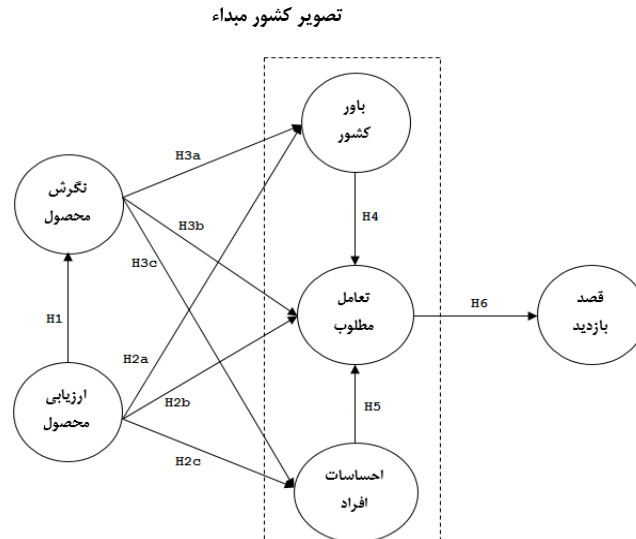 تصویر کشور مبداء
باور
کشور
H3a
نگرش
محصول
H3b
H4
H3c
تعامل
مطلوب
H6
قصد
بازدید
H1
H2a
ارزیابی
محصول
H2b
H5
H2c
احساسات
افراد